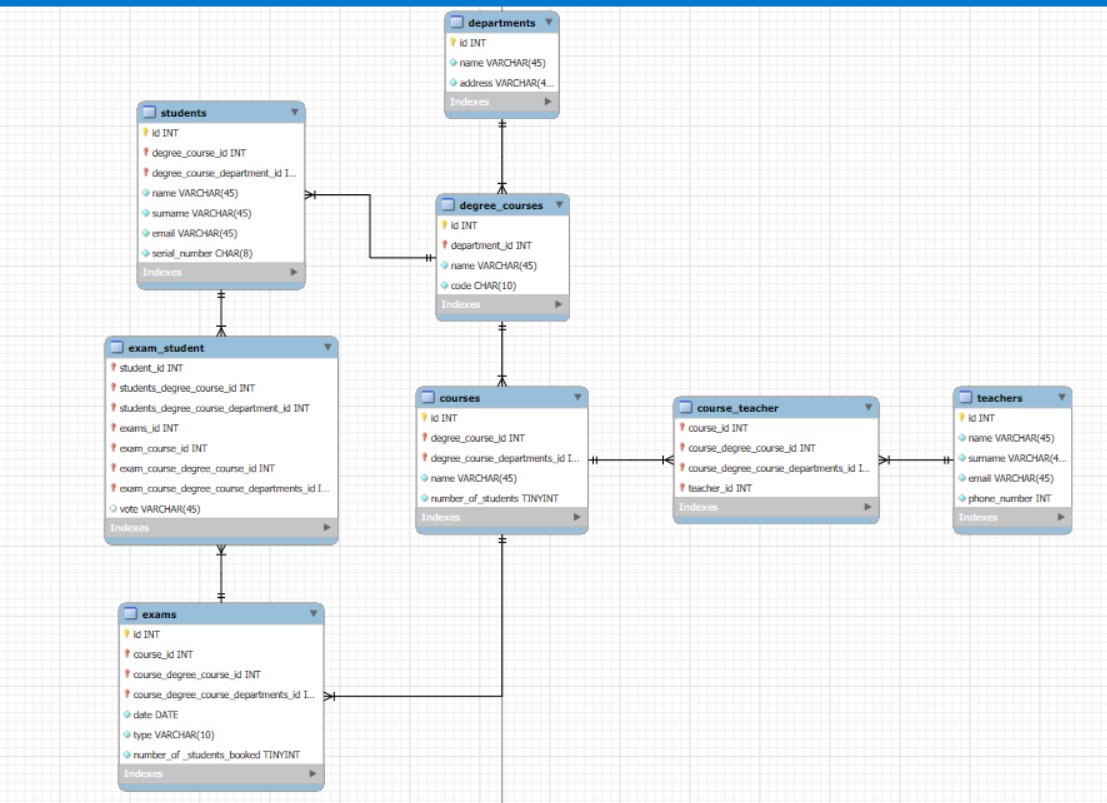 departments
id INT
name VARCHAR(45)
address VARCHAR(4...
Indexes
students
id INT
degree_course_id INT
degree_course_department_id I...
name VARCHAR(45)
surname VARCHAR(45)
email VARCHAR(45)
serial_number CHAR(8)
Indexes
degree_courses
id INT
department_id INT
name VARCHAR(45)
code CHAR(10)
Indexes
exam_student
student_id INT
students_degree_course_id INT
students_degree_course_department_id INT
exams_id INT
exam_course_id INT
exam_course_degree_course_id INT
exam_course_degree_course_departments_id I...
vote VARCHAR(45)
Indexes
courses
id INT
degree_course_id INT
degree_course_departments_id I...
name VARCHAR(45)
number_of_students TINYINT
Indexes
course_teacher
course_id INT
course_degree_course_id INT
course_degree_course_departments_id I...
teacher_id INT
Indexes
teachers
id INT
name VARCHAR(45)
surname VARCHAR(4...
email VARCHAR(45)
phone_number INT
Indexes
exams
id INT
course_id INT
course_degree_course_id INT
course_degree_course_departments_id I...
date DATE
type VARCHAR(10)
number_of _students_booked TINYINT
Indexes